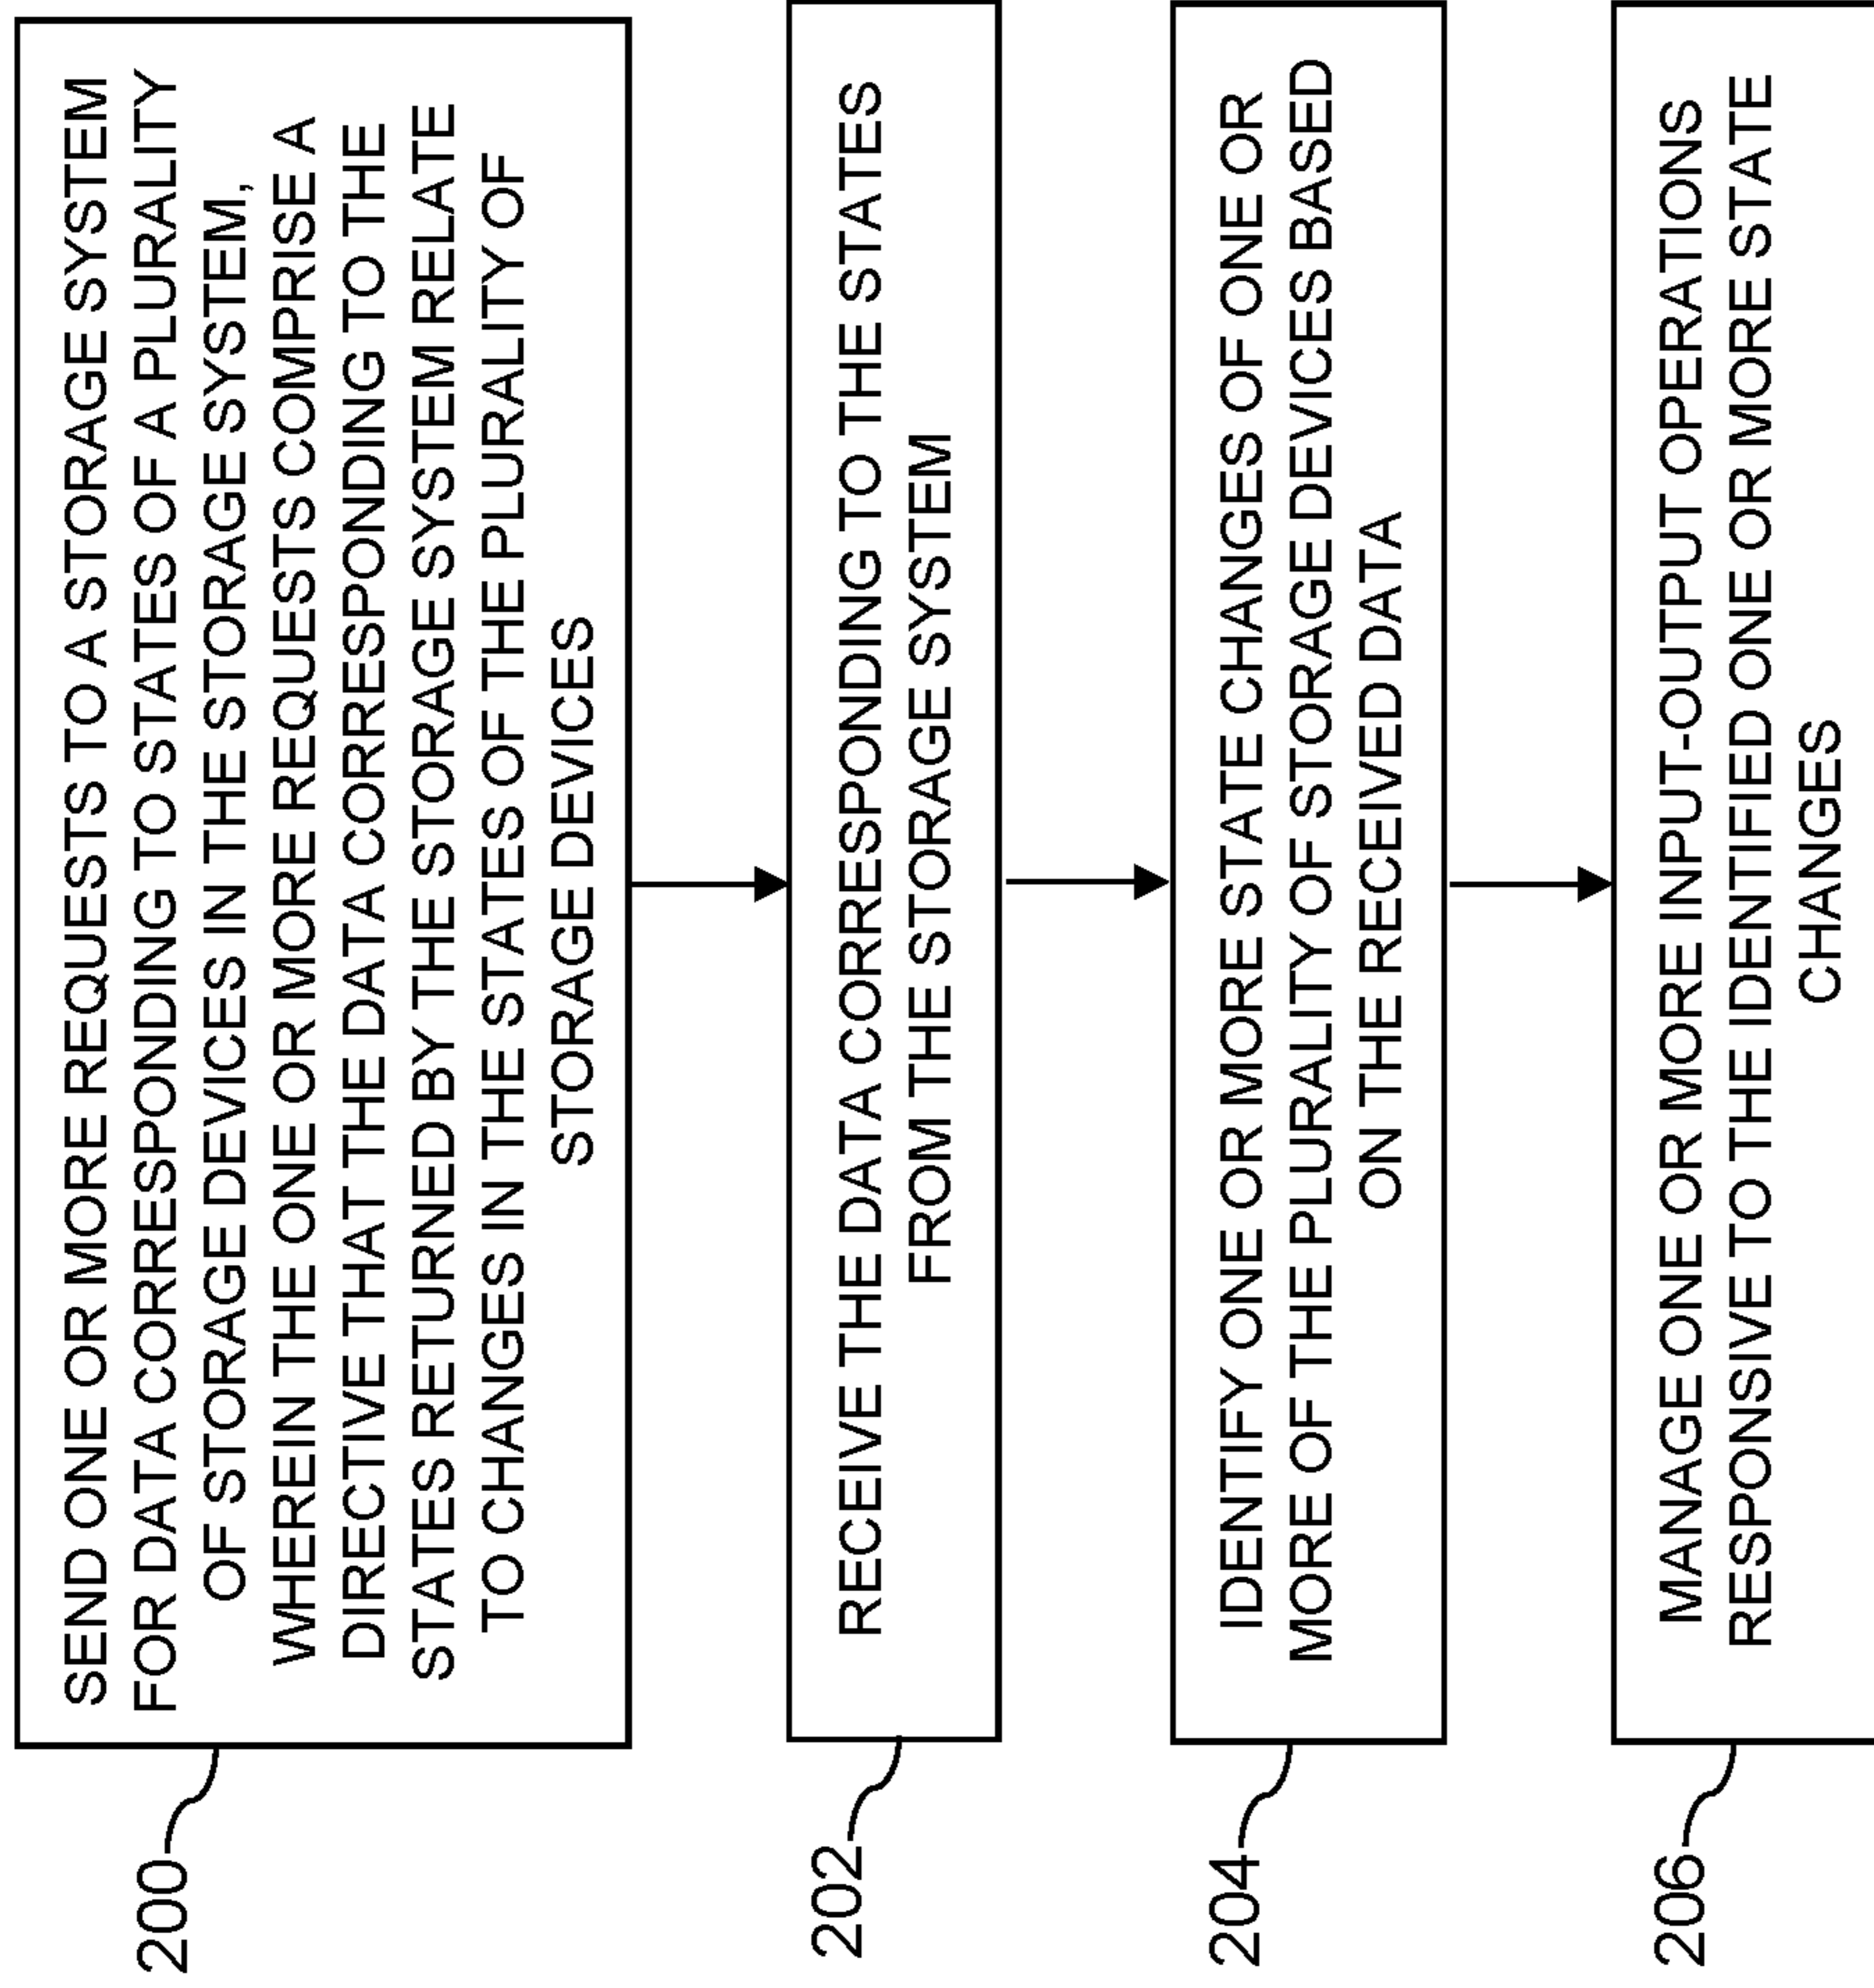 200
SEND ONE OR MORE REQUESTS TO A STORAGE SYSTEM
FOR DATA CORRESPONDING TO STATES OF A PLURALITY
OF STORAGE DEVICES IN THE STORAGE SYSTEM,
WHEREIN THE ONE OR MORE REQUESTS COMPRISE A
DIRECTIVE THAT THE DATA CORRESPONDING TO THE
STATES RETURNED BY THE STORAGE SYSTEM RELATE
TO CHANGES IN THE STATES OF THE PLURALITY OF
STORAGE DEVICES
202
RECEIVE THE DATA CORRESPONDING TO THE STATES
FROM THE STORAGE SYSTEM
204
IDENTIFY ONE OR MORE STATE CHANGES OF ONE OR
MORE OF THE PLURALITY OF STORAGE DEVICES BASED
ON THE RECEIVED DATA
206
MANAGE ONE OR MORE INPUT-OUTPUT OPERATIONS
RESPONSIVE TO THE IDENTIFIED ONE OR MORE STATE
CHANGES